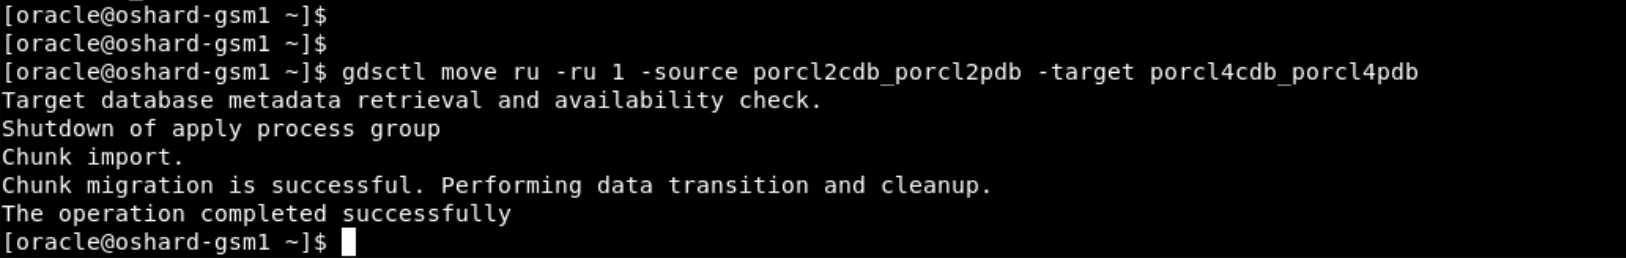 [oracle@oshard-gsm1 ~]$
[oracle@oshard-gsm1 ~]$
[oracle@oshard-gsm1 ~]$ gdsctl move ru -ru 1 -source porcl2cdb_porcl2pdb -target porcl4cdb_porcl4pdb
Target database metadata retrieval and availability check.
Shutdown of apply process group
Chunk import.
Chunk migration is successful. Performing data transition and cleanup.
The operation completed successfully
[oracle@oshard-gsm1 ~]$